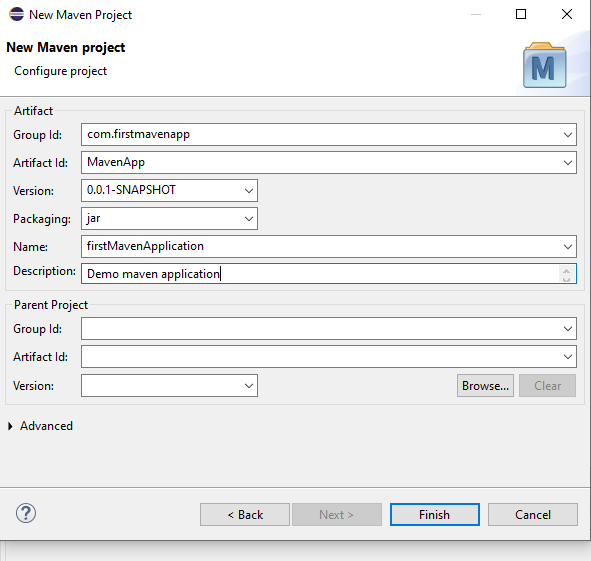 New Maven Project
New Maven project
Configure project
M
Artifact
Group Id: com.firstmavenapp
Artifact Id: MavenApp
Version: 0.0.1-SNAPSHOT
Packaging: jar
Name: firstMavenApplication
Description: Demo maven application
Parent Project
Group Id:
Artifact Id:
Version: Browse... Clear
Advanced
? < Back Next > Finish Cancel